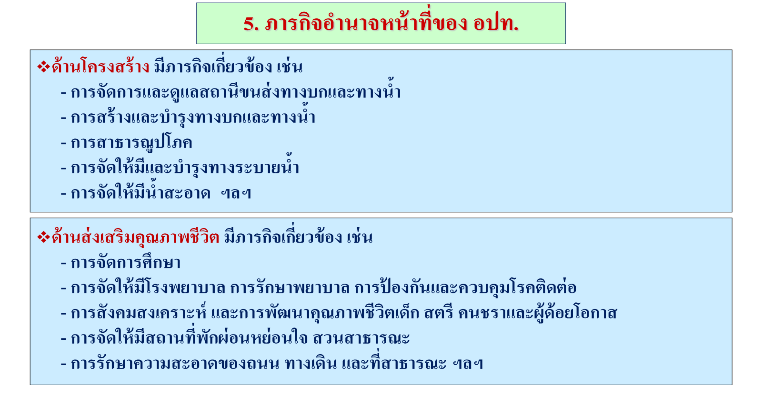 5. ภารกิจอำนาจหน้าที่ของ อปท.
❖ด้านโครงสร้าง มีภารกิจเกี่ยวข้อง เช่น
- การจัดการและดูแลสถานีขนส่งทางบกและทางน้ำ
- การสร้างและบำรุงทางบกและทางน้ำ
- การสาธารณูปโภค
- การจัดให้มีและบำรุงทางระบายน้ำ
- การจัดให้มีน้ำสะอาด ฯลฯ
❖ด้านส่งเสริมคุณภาพชีวิต มีภารกิจเกี่ยวข้อง เช่น
- การจัดการศึกษา
- การจัดให้มีโรงพยาบาล การรักษาพยาบาล การป้องกันและควบคุมโรคติดต่อ
- การสังคมสงเคราะห์ และการพัฒนาคุณภาพชีวิตเด็ก สตรี คนชราและผู้ด้อยโอกาส
- การจัดให้มีสถานที่พักผ่อนหย่อนใจ สวนสาธารณะ
- การรักษาความสะอาดของถนน ทางเดิน และที่สาธารณะ ฯลฯ